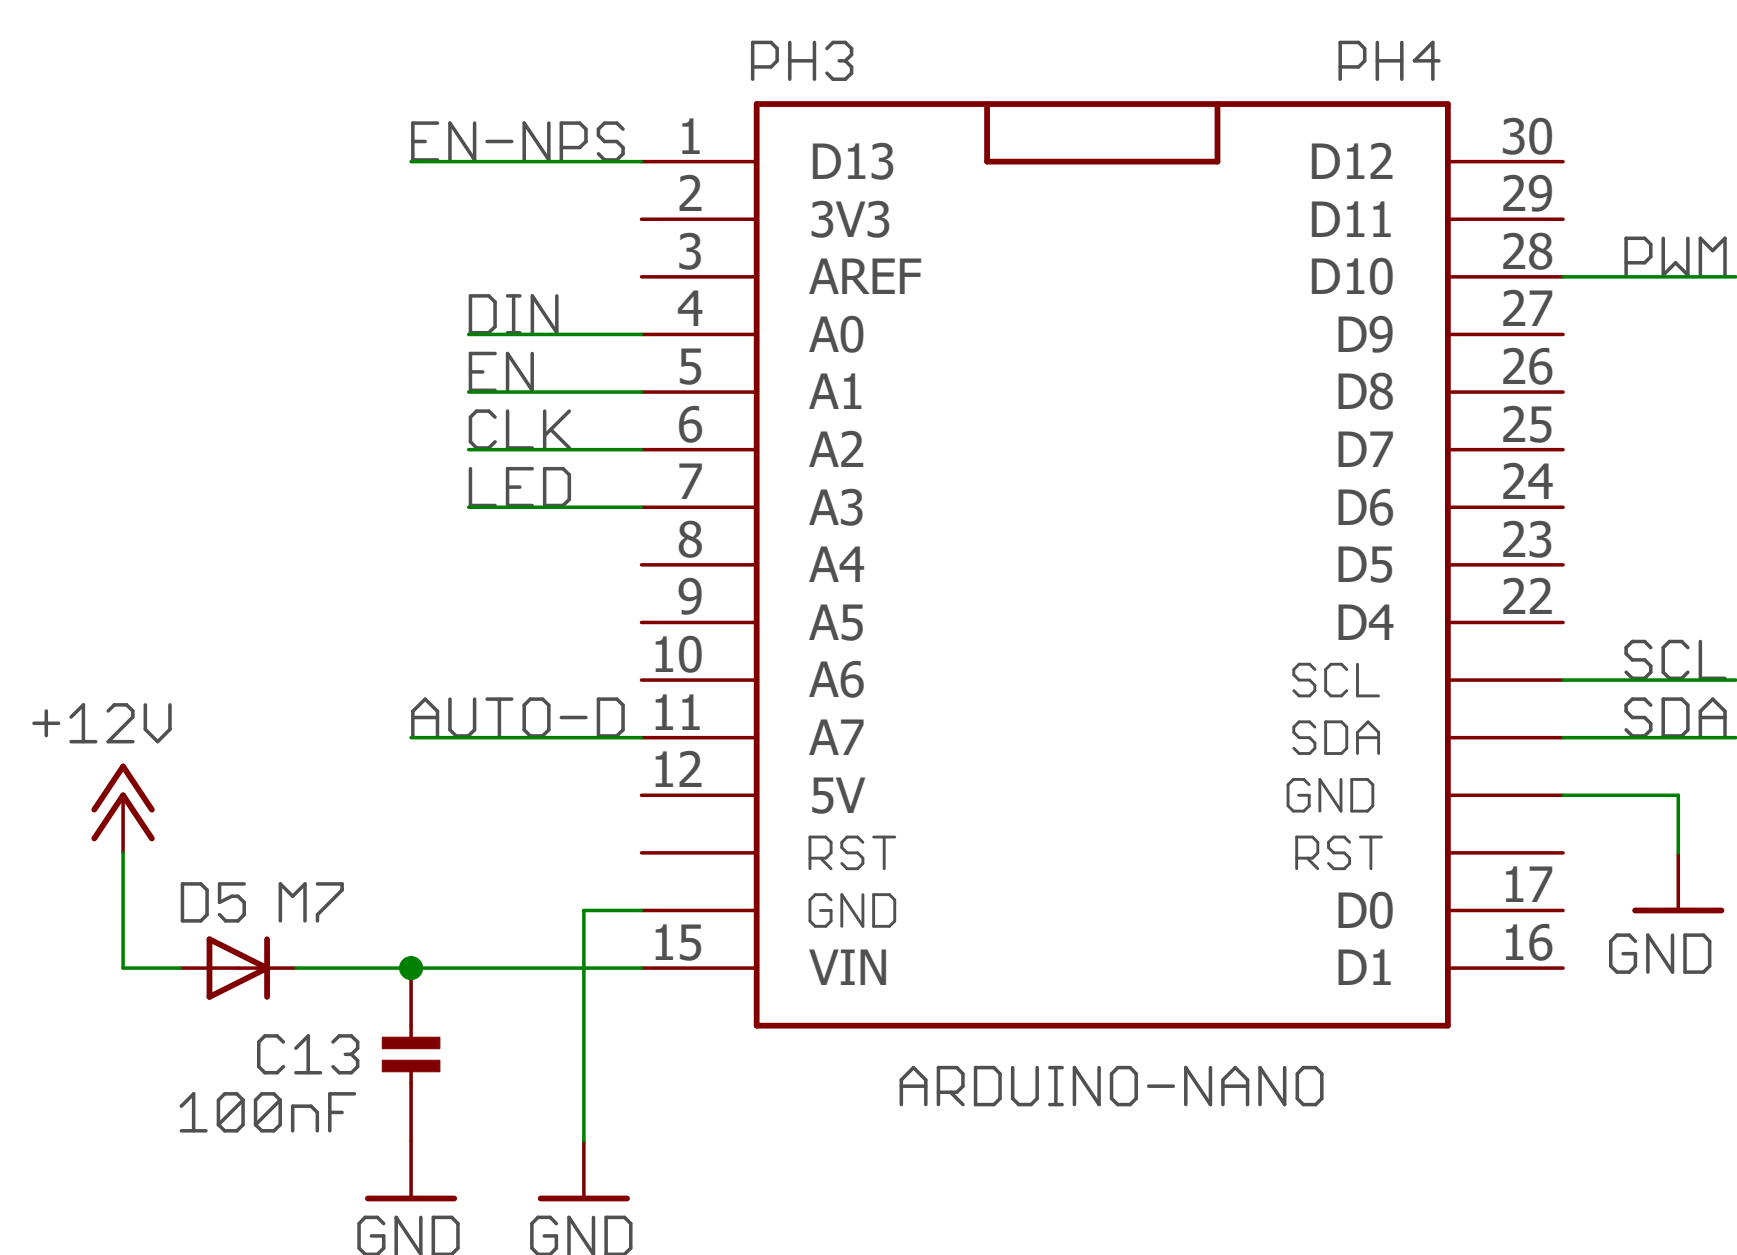 PH3 PH4
EN-NPS 1 D13 D12 30
2 3V3 D11 29
3 AREF D10 28 PWM
DIN 4 A0 D9 27
EN 5 A1 D8 26
CLK 6 A2 D7 25
LED 7 A3 D6 24
8 A4 D5 23
9 A5 D4 22
10 A6 SCL SCL
AUTO-D 11 A7 SDA SDA
+12V
12 5V GND
RST RST
GND D0 17
D5 M7
15 VIN D1 16
GND
C13
100nF
ARDUINO-NANO
GND GND